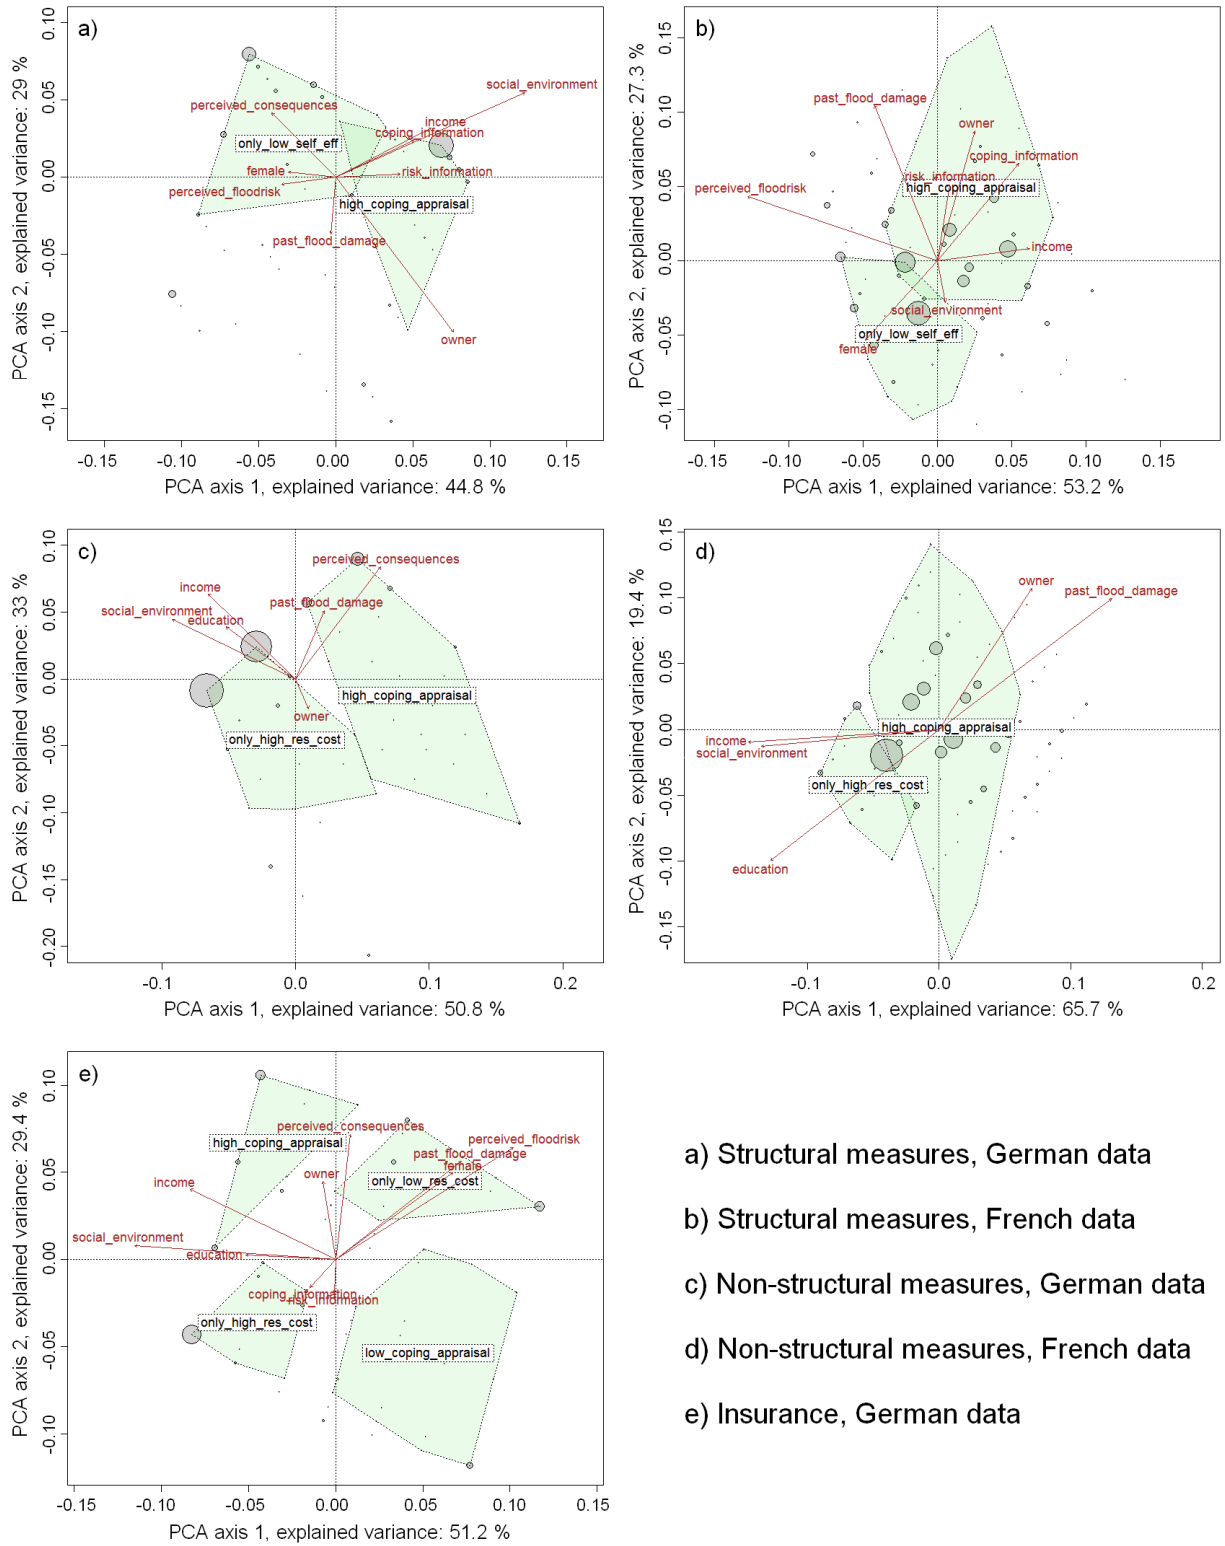 a)
PCA axis 2, explained variance: 29 %
0.10
0.05
0.00
-0.05
-0.10
-0.15
social_environment
perceived_consequences
income
coping_information
only_low_self_eff
female
risk_information
perceived_floodrisk
high_coping_appraisal
past_flood_damage
owner
-0.15
-0.10
-0.05
0.00
0.05
0.10
0.15
PCA axis 1, explained variance: 44.8 %
b)
PCA axis 2, explained variance: 27.3 %
0.15
0.10
0.05
0.00
-0.05
-0.10
past_flood_damage
owner
coping_information
risk_information
perceived_floodrisk
high_coping_appraisal
income
social_environment
only_low_self_eff
female
-0.15
-0.10
-0.05
0.00
0.05
0.10
0.15
PCA axis 1, explained variance: 53.2 %
c)
PCA axis 2, explained variance: 33 %
0.10
0.05
0.00
-0.05
-0.10
-0.15
-0.20
perceived_consequences
income
past_flood_damage
social_environment
education
high_coping_appraisal
owner
only_high_res_cost
-0.1
0.0
0.1
0.2
PCA axis 1, explained variance: 50.8 %
d)
PCA axis 2, explained variance: 19.4 %
0.15
0.10
0.05
0.00
-0.05
-0.10
-0.15
owner
past_flood_damage
high_coping_appraisal
income
social_environment
only_high_res_cost
education
-0.1
0.0
0.1
0.2
PCA axis 1, explained variance: 65.7 %
e)
PCA axis 2, explained variance: 29.4 %
0.10
0.05
0.00
-0.05
-0.10
perceived_consequences
perceived_floodrisk
high_coping_appraisal
past_flood_damage
female
owner
only_low_res_cost
income
social_environment
education
coping_information
risk_information
only_high_res_cost
low_coping_appraisal
-0.15
-0.10
-0.05
0.00
0.05
0.10
0.15
PCA axis 1, explained variance: 51.2 %
a) Structural measures, German data
b) Structural measures, French data
c) Non-structural measures, German data
d) Non-structural measures, French data
e) Insurance, German data